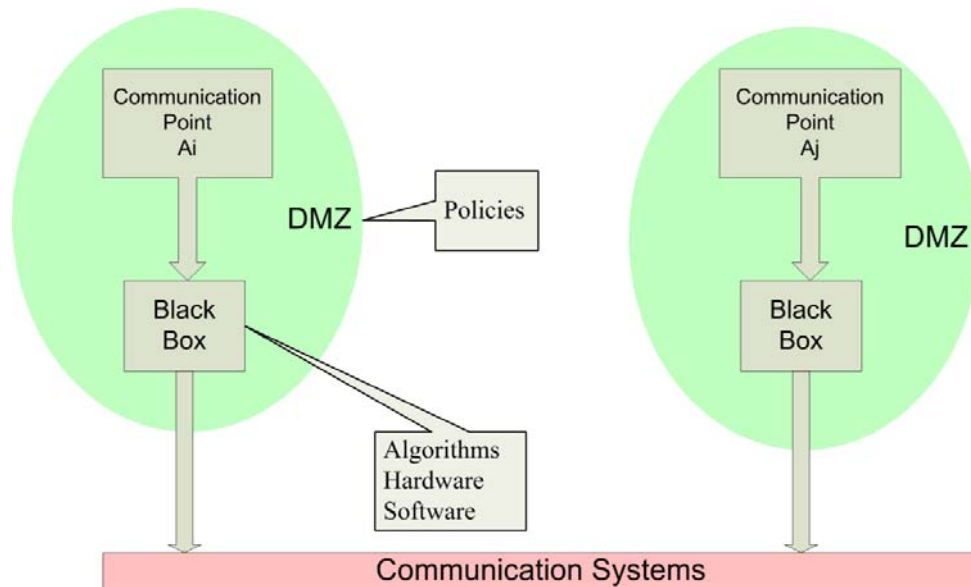 Communication
Point
Ai
Communication
Point
Aj
DMZ
Policies
DMZ
Black
Box
Black
Box
Algorithms
Hardware
Software
Communication Systems